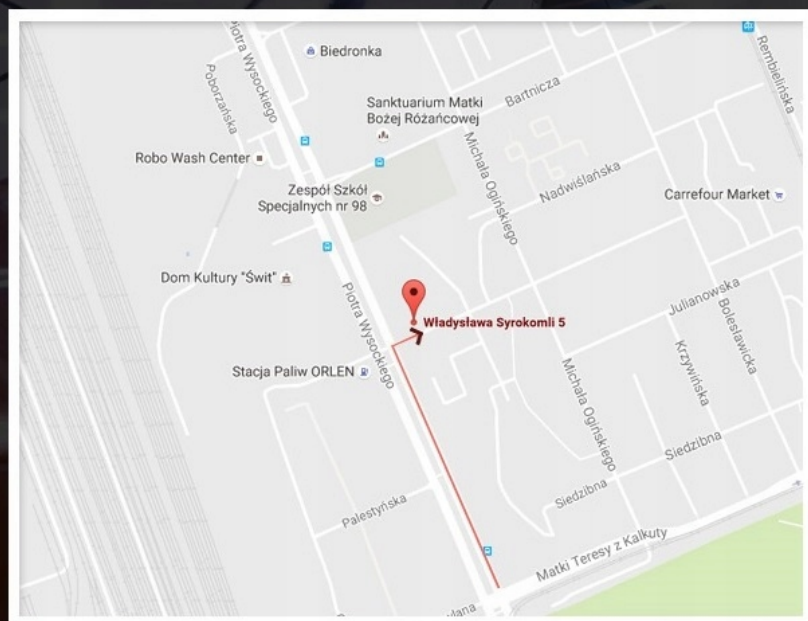 Piotra Wysockiego
Biedronka
Rembielińska
Poborzańska
Sanktuarium Matki
Bożej Różańcowej
Bartnicza
Robo Wash Center
Michała Ogińskiego
Zespół Szkół
Specjalnych nr 98
Nadwiślańska
Carrefour Market
Dom Kultury "Świt"
Piotra Wysockiego
Władysława Syrokomli 5
Julianowska
Bolesławicka
Krzywińska
Stacja Paliw ORLEN
Michała Ogińskiego
Siedzibna
Siedzibna
Palestyńska
Matki Teresy z Kalkuty